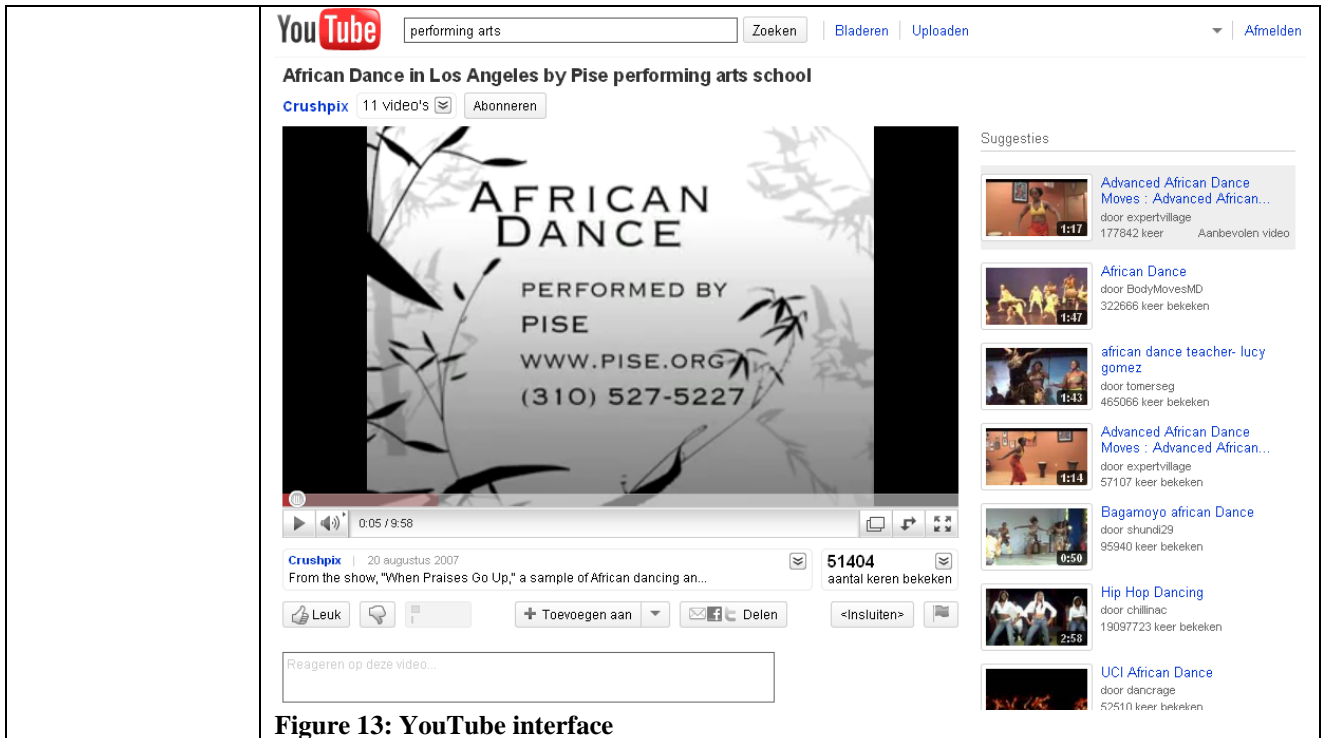 YouTube
performing arts
Zoeken
Bladeren
Uploaden
Afmelden
African Dance in Los Angeles by Pise performing arts school
Crushpix
11 video's
Abonneren
AFRICAN
DANCE
PERFORMED BY
PISE
WWW.PISE.ORG
(310) 527-5227
0:05 / 9:58
Crushpix | 20 augustus 2007
From the show, "When Praises Go Up," a sample of African dancing an...
51404
aantal keren bekeken
Leuk
+ Toevoegen aan
Delen
<Insluiten>
Reageren op deze video...
Suggesties
1:17
Advanced African Dance
Moves : Advanced African...
door expertvillage
177842 keer Aanbevolen video
1:47
African Dance
door BodyMovesMD
322666 keer bekeken
1:43
african dance teacher- lucy
gomez
door tomerseg
465066 keer bekeken
1:14
Advanced African Dance
Moves : Advanced African...
door expertvillage
57107 keer bekeken
0:50
Bagamoyo african Dance
door shundi29
95940 keer bekeken
2:58
Hip Hop Dancing
door chillinac
19097723 keer bekeken
UCI African Dance
door dancrage
52510 keer bekeken
Figure 13: YouTube interface